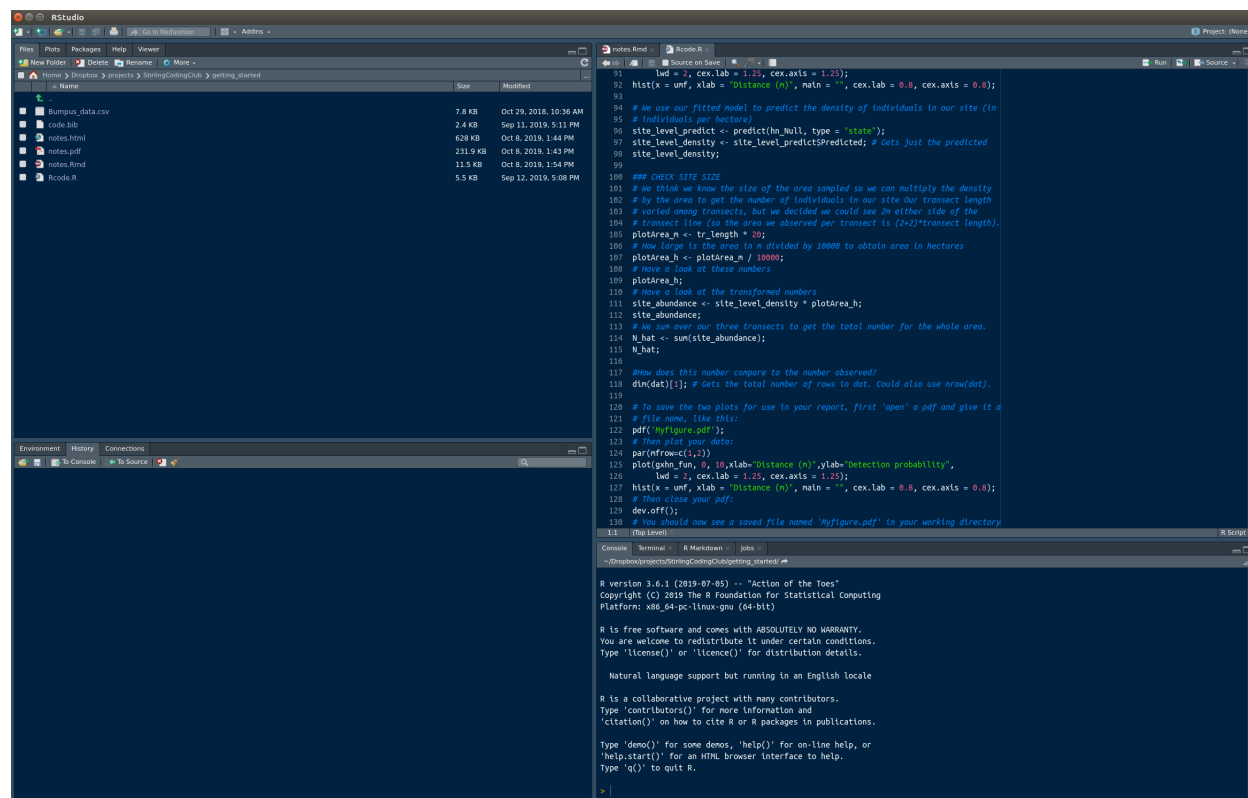 RStudio
Go to file/function
Addins
Project: (None
Files Plots Packages Help Viewer
New Folder Delete Rename More
Home Dropbox projects StirlingCodingClub getting_started ...
Name Size Modified
..
Bumpus_data.csv 7.8 KB Oct 29, 2018, 10:36 AM
code.bib 2.4 KB Sep 11, 2019, 5:11 PM
notes.html 628 KB Oct 8, 2019, 1:44 PM
notes.pdf 231.9 KB Oct 8, 2019, 1:43 PM
notes.Rmd 11.5 KB Oct 8, 2019, 1:54 PM
Rcode.R 5.5 KB Sep 12, 2019, 5:08 PM
Environment History Connections
To Console To Source
notes.Rmd Rcode.R
Source on Save Run Source
91 lwd = 2, cex.lab = 1.25, cex.axis = 1.25);
92 hist(x = umf, xlab = "Distance (m)", main = "", cex.lab = 0.8, cex.axis = 0.8);
93
94 # We use our fitted model to predict the density of individuals in our site (in
95 # individuals per hectare)
96 site_level_predict <- predict(hn_Null, type = "state");
97 site_level_density <- site_level_predict$Predicted; # Gets just the predicted
98 site_level_density;
99
100 ### CHECK SITE SIZE
101 # We think we know the size of the area sampled so we can multiply the density
102 # by the area to get the number of individuals in our site Our transect length
103 # varied among transects, but we decided we could see 2m either side of the
104 # transect line (so the area we observed per transect is (2+2)*transect length).
105 plotArea_m <- tr_length * 20;
106 # How large is the area in m divided by 10000 to obtain area in hectares
107 plotArea_h <- plotArea_m / 10000;
108 # Have a look at these numbers
109 plotArea_h;
110 # Have a look at the transformed numbers
111 site_abundance <- site_level_density * plotArea_h;
112 site_abundance;
113 # We sum over our three transects to get the total number for the whole area.
114 N_hat <- sum(site_abundance);
115 N_hat;
116
117 #How does this number compare to the number observed?
118 dim(dat)[1]; # Gets the total number of rows in dat. Could also use nrow(dat).
119
120 # To save the two plots for use in your report, first 'open' a pdf and give it a
121 # file name, like this:
122 pdf('Myfigure.pdf');
123 # Then plot your data:
124 par(mfrow=c(1,2))
125 plot(gxhn_fun, 0, 10,xlab="Distance (m)",ylab="Detection probability",
126 lwd = 2, cex.lab = 1.25, cex.axis = 1.25);
127 hist(x = umf, xlab = "Distance (m)", main = "", cex.lab = 0.8, cex.axis = 0.8);
128 # Then close your pdf:
129 dev.off();
130 # You should now see a saved file named 'Myfigure.pdf' in your working directory
1:1 (Top Level) R Script
Console Terminal R Markdown Jobs
~/Dropbox/projects/StirlingCodingClub/getting_started/
R version 3.6.1 (2019-07-05) -- "Action of the Toes"
Copyright (C) 2019 The R Foundation for Statistical Computing
Platform: x86_64-pc-linux-gnu (64-bit)
R is free software and comes with ABSOLUTELY NO WARRANTY.
You are welcome to redistribute it under certain conditions.
Type 'license()' or 'licence()' for distribution details.
Natural language support but running in an English locale
R is a collaborative project with many contributors.
Type 'contributors()' for more information and
'citation()' on how to cite R or R packages in publications.
Type 'demo()' for some demos, 'help()' for on-line help, or
'help.start()' for an HTML browser interface to help.
Type 'q()' to quit R.
>